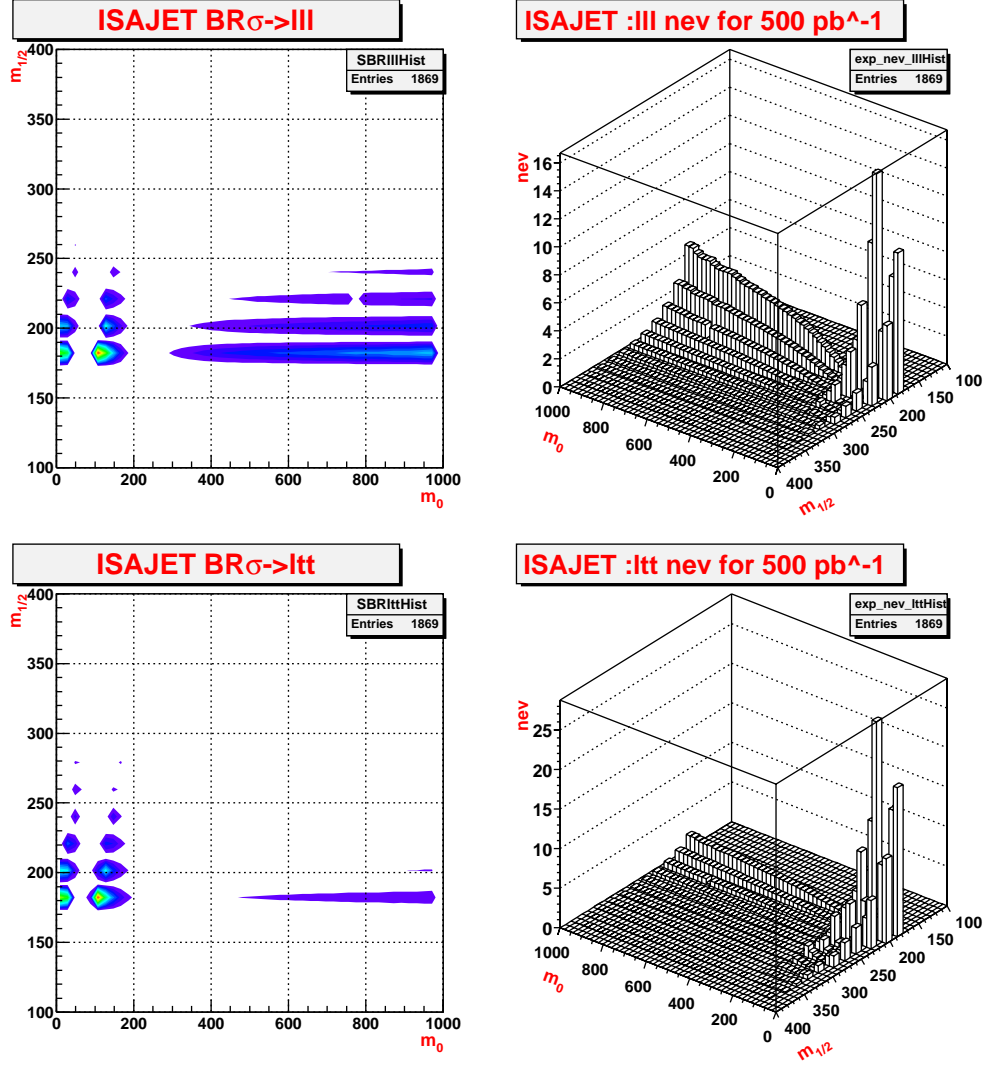 ISAJET BRσ->lll
m1/2
SBRlllHist
Entries 1869
400
350
300
250
200
150
100
0 200 400 600 800 1000
m0
ISAJET :lll nev for 500 pb^-1
exp_nev_lllHist
Entries 1869
nev
16
14
12
10
8
6
4
2
0
1000 800 600 400 200 0
m0
400 350 300 250 200 150 100
m1/2
ISAJET BRσ->ltt
m1/2
SBRlttHist
Entries 1869
400
350
300
250
200
150
100
0 200 400 600 800 1000
m0
ISAJET :ltt nev for 500 pb^-1
exp_nev_lttHist
Entries 1869
nev
25
20
15
10
5
0
1000 800 600 400 200 0
m0
400 350 300 250 200 150 100
m1/2